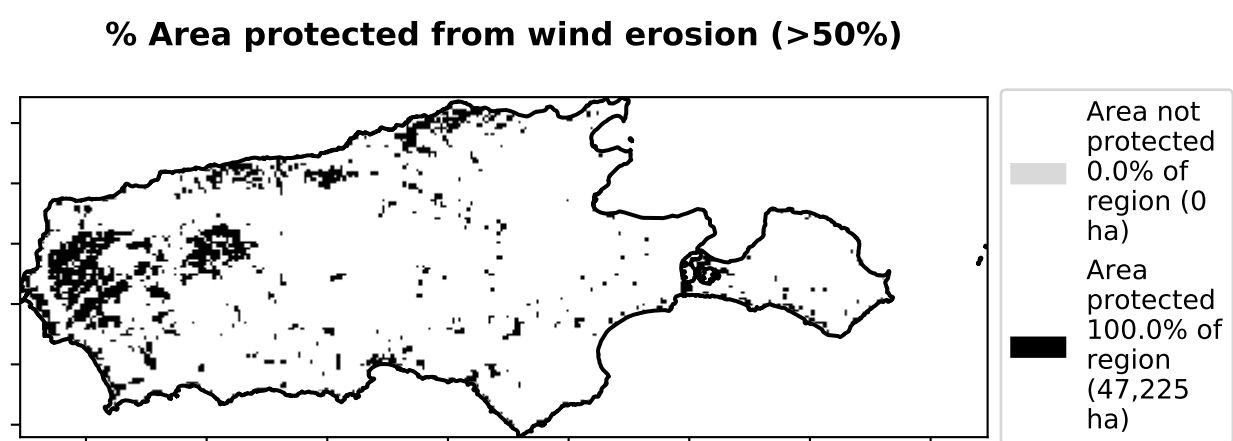 % Area protected from wind erosion (>50%)
Area not
protected
0.0% of
region (0
ha)
Area
protected
100.0% of
region
(47,225
ha)